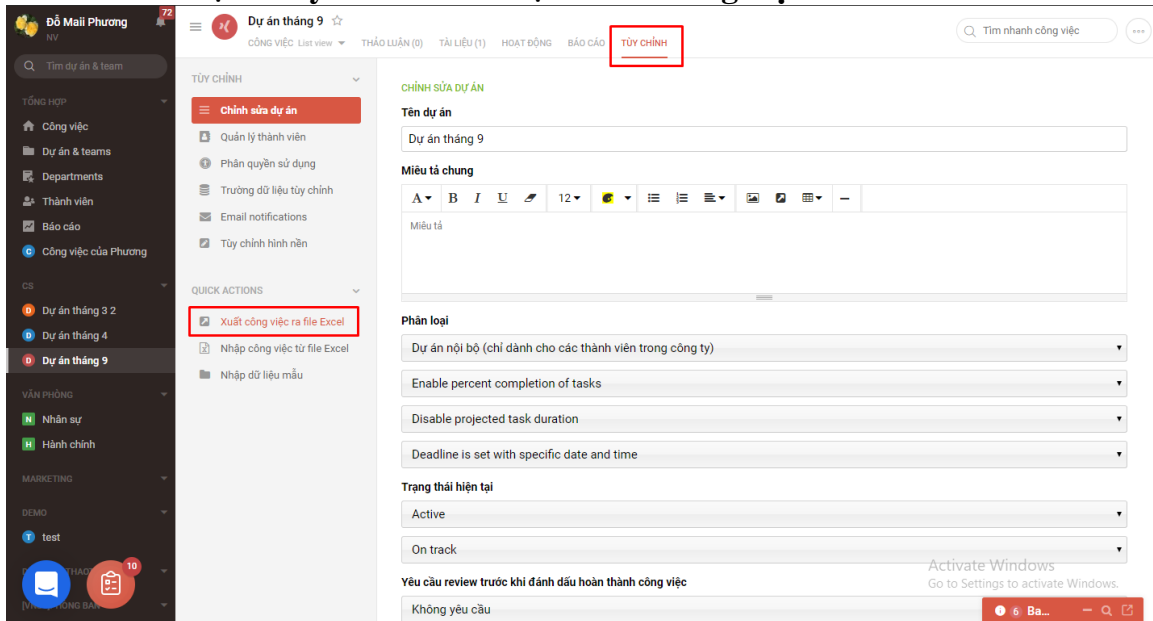 Đỗ Maii Phương
NV
72
Tìm dự án & team
TỔNG HỢP
Công việc
Dự án & teams
Departments
Thành viên
Báo cáo
C Công việc của Phương
CS
D Dự án tháng 3 2
D Dự án tháng 4
D Dự án tháng 9
VĂN PHÒNG
N Nhân sự
H Hành chính
MARKETING
DEMO
T test
10
Dự án tháng 9
CÔNG VIỆC List view THẢO LUẬN (0) TÀI LIỆU (1) HOẠT ĐỘNG BÁO CÁO TÙY CHỈNH
Tìm nhanh công việc
TÙY CHỈNH
Chỉnh sửa dự án
Quản lý thành viên
Phân quyền sử dụng
Trường dữ liệu tùy chỉnh
Email notifications
Tùy chỉnh hình nền
QUICK ACTIONS
Xuất công việc ra file Excel
Nhập công việc từ file Excel
Nhập dữ liệu mẫu
CHỈNH SỬA DỰ ÁN
Tên dự án
Dự án tháng 9
Miêu tả chung
A B I U 12
Miêu tả
Phân loại
Dự án nội bộ (chỉ dành cho các thành viên trong công ty)
Enable percent completion of tasks
Disable projected task duration
Deadline is set with specific date and time
Trạng thái hiện tại
Active
On track
Yêu cầu review trước khi đánh dấu hoàn thành công việc
Không yêu cầu
Activate Windows
Go to Settings to activate Windows.
6 Ba...